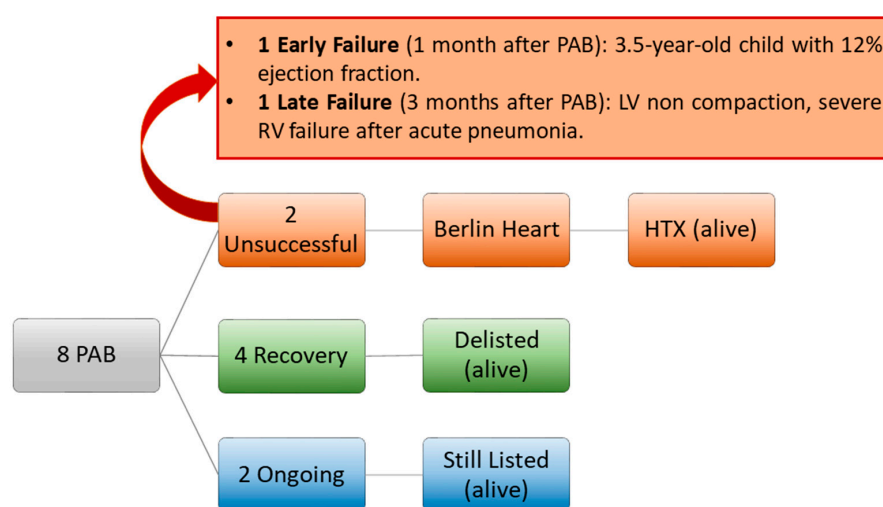 • 1 Early Failure (1 month after PAB): 3.5-year-old child with 12%
ejection fraction.
• 1 Late Failure (3 months after PAB): LV non compaction, severe
RV failure after acute pneumonia.
2
Unsuccessful
Berlin Heart
HTX (alive)
8 PAB
4 Recovery
Delisted
(alive)
2 Ongoing
Still Listed
(alive)